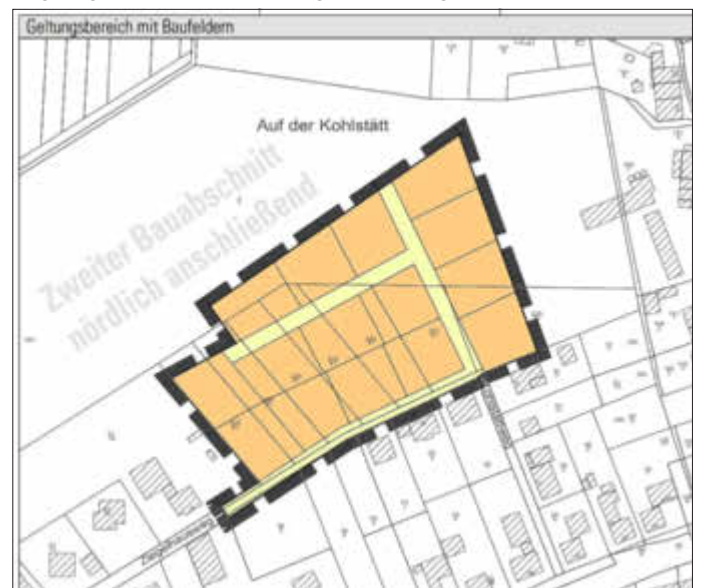 Geltungsbereich mit Baufeldern
Auf der Kohlstätt
Zweiter Bauabschnitt
nördlich anschließend